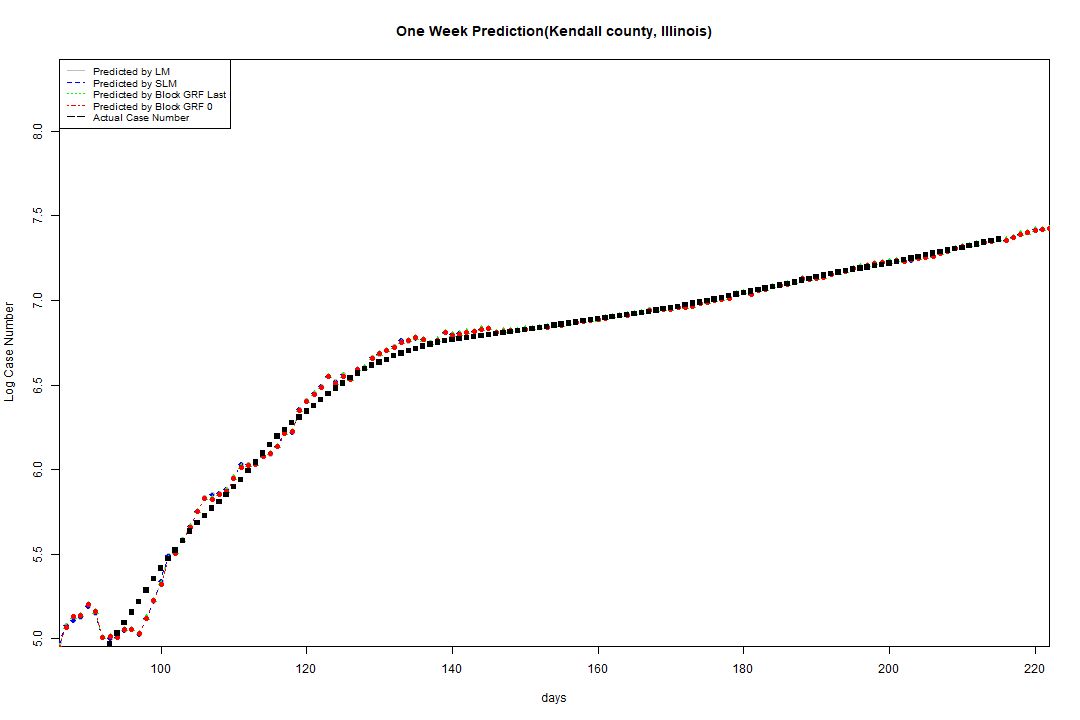 One Week Prediction(Kendall county, Illinois)
Predicted by LM
Predicted by SLM
Predicted by Block GRF Last
Predicted by Block GRF 0
Actual Case Number
8.0
7.5
7.0
6.5
6.0
5.5
5.0
Log Case Number
100 120 140 160 180 200 220
days